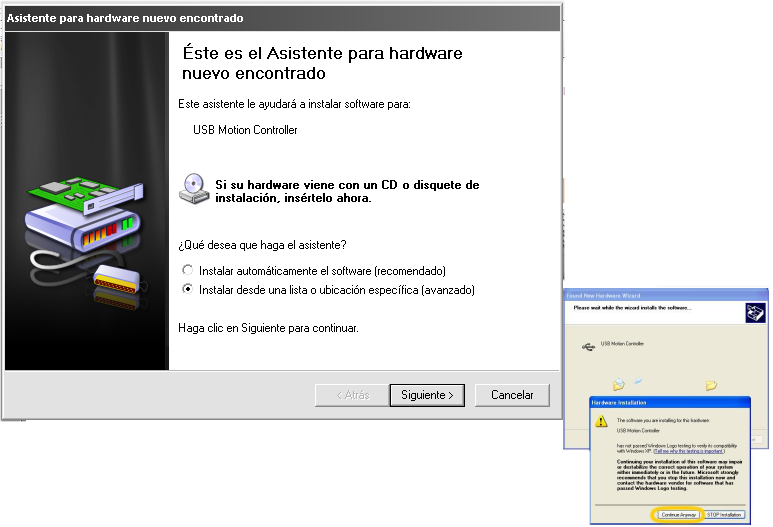 Asistente para hardware nuevo encontrado
Éste es el Asistente para hardware
nuevo encontrado
Este asistente le ayudará a instalar software para:
USB Motion Controller
Si su hardware viene con un CD o disquete de
instalación, insértelo ahora.
¿Qué desea que haga el asistente?
Instalar automáticamente el software (recomendado)
Instalar desde una lista o ubicación específica (avanzado)
Haga clic en Siguiente para continuar.
< Atrás
Siguiente >
Cancelar
Found New Hardware Wizard
Please wait while the wizard installs the software...
USB Motion Controller
Hardware Installation
The software you are installing for this hardware:
USB Motion Controller
has not passed Windows Logo testing to verify its compatibility
with Windows XP. (Tell me why this testing is important.)
Continuing your installation of this software may impair
or destabilize the correct operation of your system
either immediately or in the future. Microsoft strongly
recommends that you stop this installation now and
contact the hardware vendor for software that has
passed Windows Logo testing.
Continue Anyway
STOP Installation